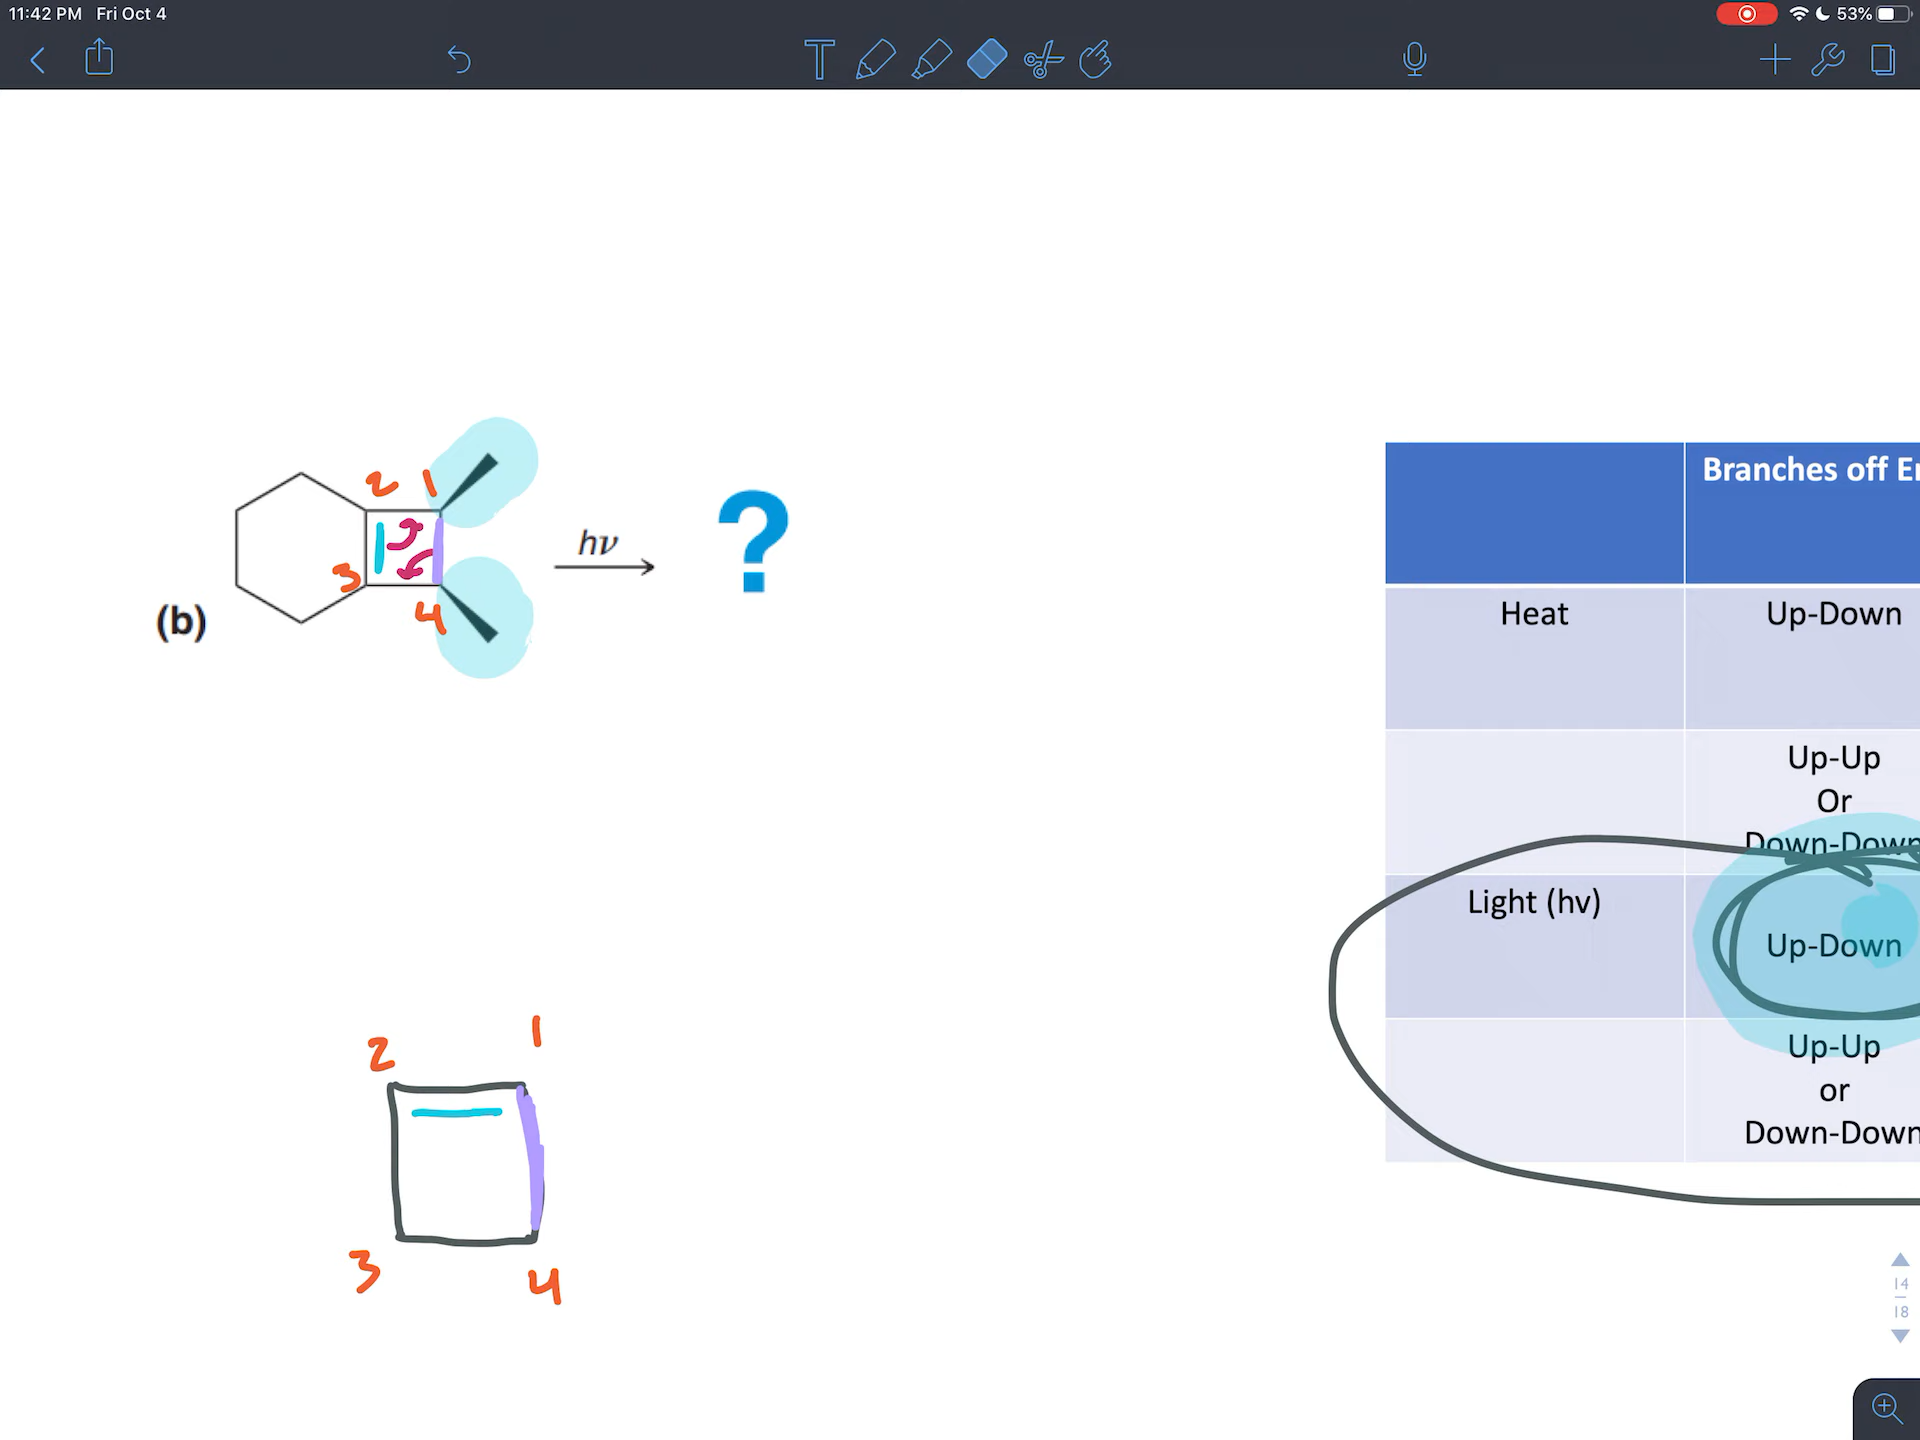 11:42 PM Fri Oct 4
53%
T
2 1
3
4
(b)
hν
?
Branches off
Heat
Up-Down
Up-Up
Or
Down-Down
Light (hv)
Up-Down
Up-Up
or
Down-Down
2
1
3
4
14
18